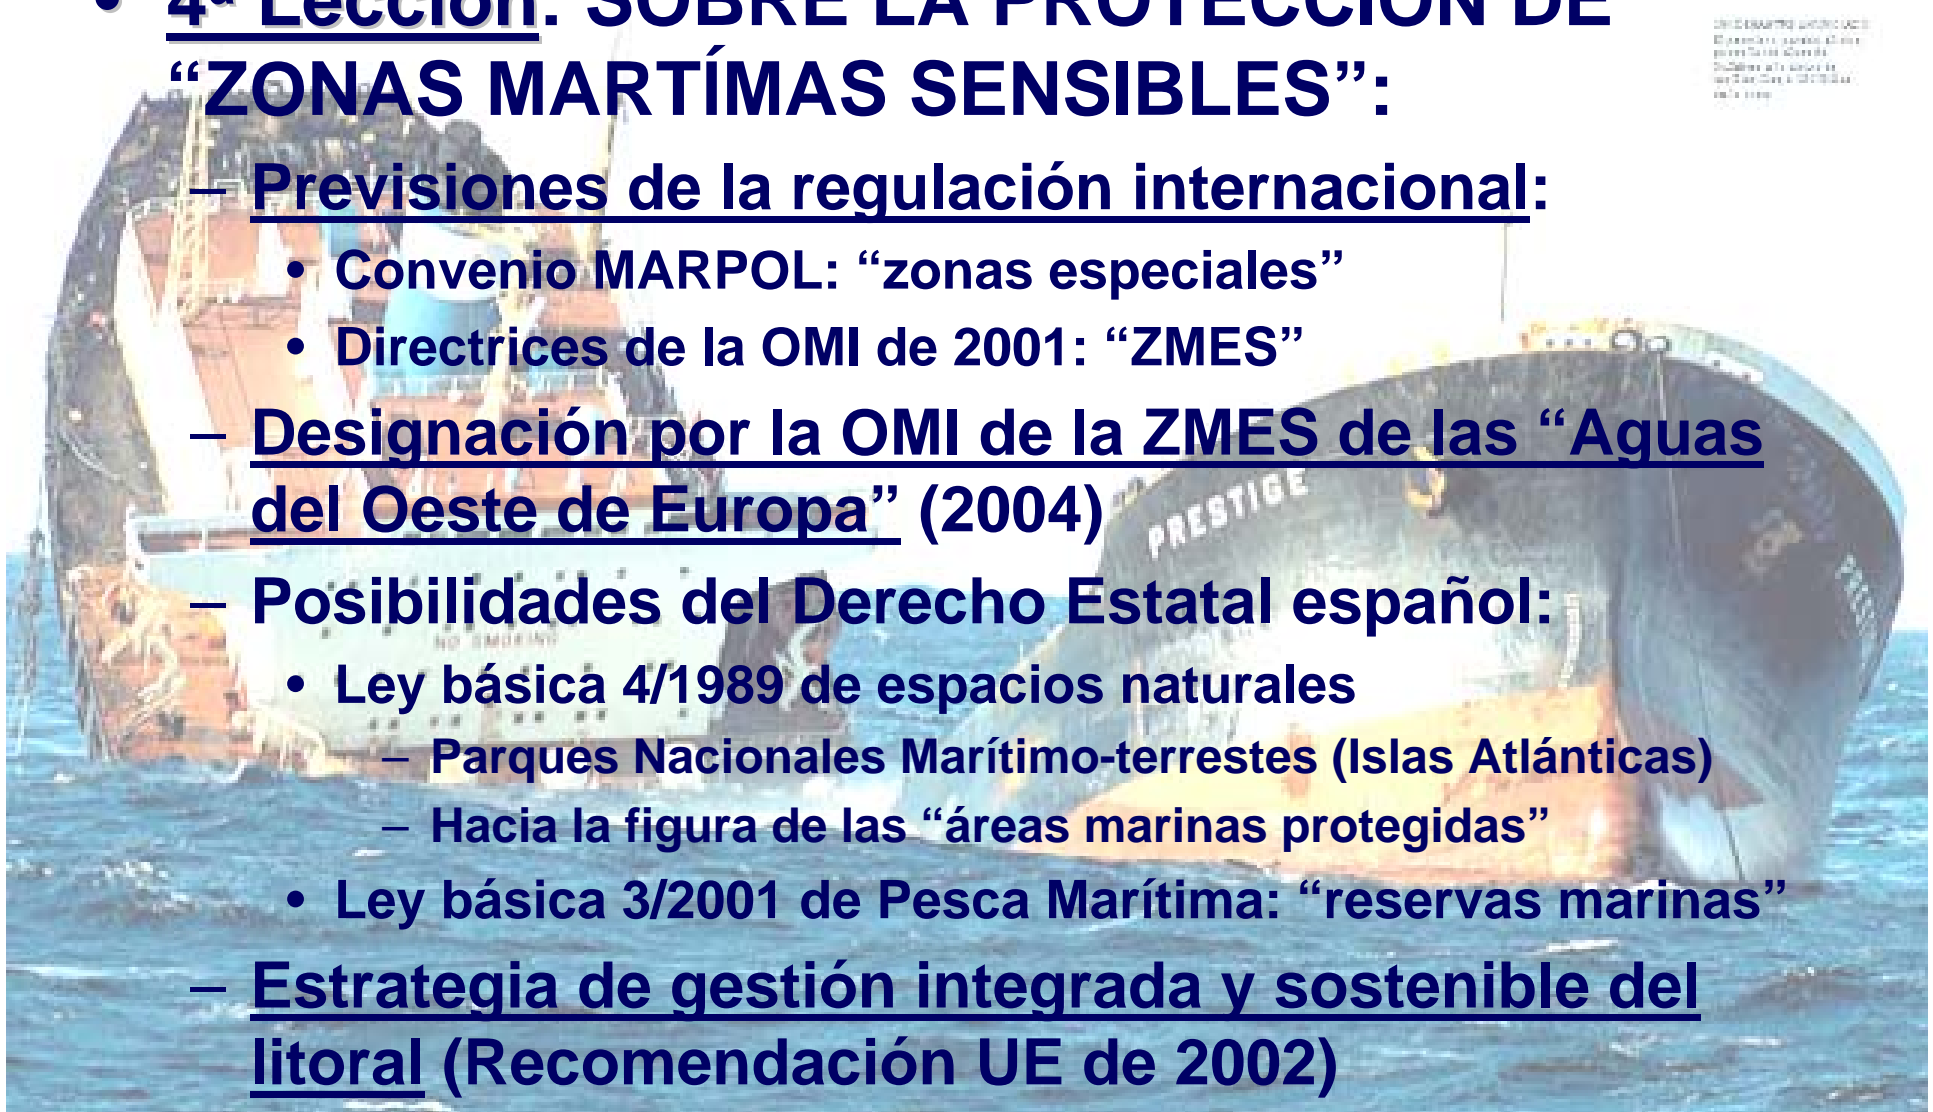 • 4ª Lección: SOBRE LA PROTECCIÓN DE
“ZONAS MARTÍMAS SENSIBLES”:
– Previsiones de la regulación internacional:
• Convenio MARPOL: “zonas especiales”
• Directrices de la OMI de 2001: “ZMES”
– Designación por la OMI de la ZMES de las “Aguas
del Oeste de Europa” (2004)
PRESTIGE
– Posibilidades del Derecho Estatal español:
NO SMOKING
• Ley básica 4/1989 de espacios naturales
– Parques Nacionales Marítimo-terrestes (Islas Atlánticas)
– Hacia la figura de las “áreas marinas protegidas”
• Ley básica 3/2001 de Pesca Marítima: “reservas marinas”
– Estrategia de gestión integrada y sostenible del
litoral (Recomendación UE de 2002)